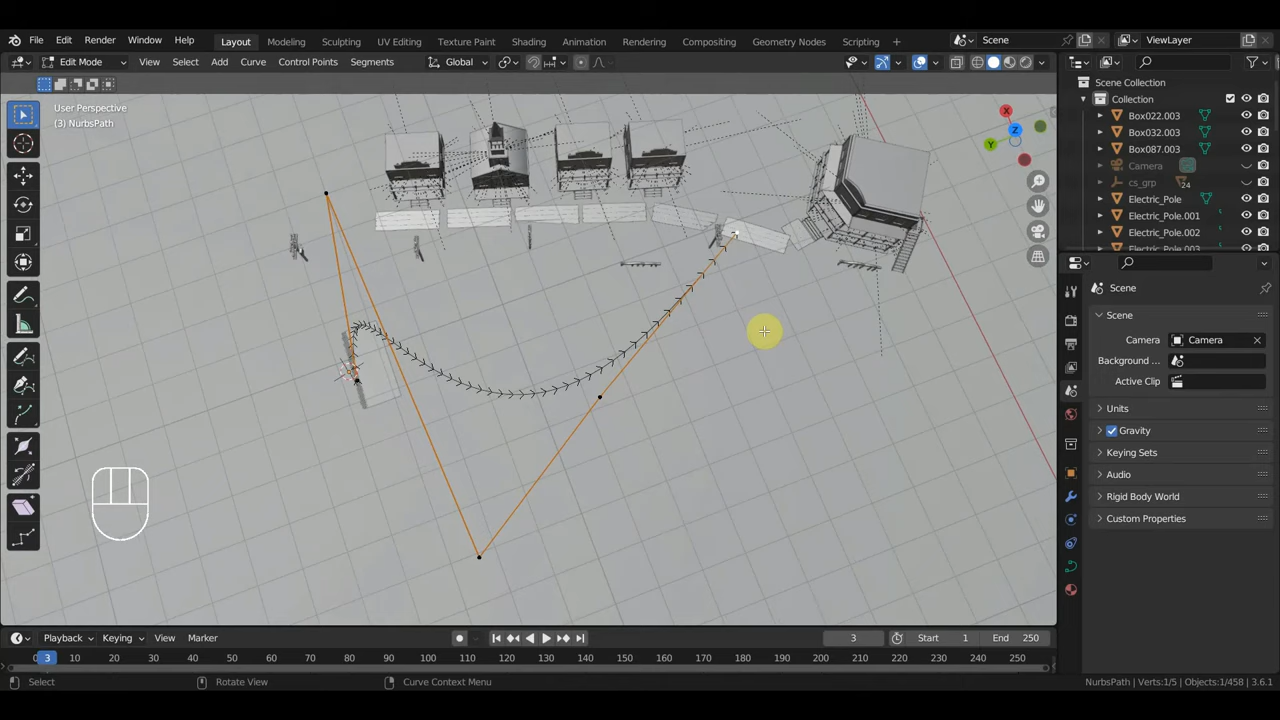 File Edit Render Window Help Layout Modeling Sculpting UV Editing Texture Paint Shading Animation Rendering Compositing Geometry Nodes Scripting + Scene ViewLayer
Edit Mode View Select Add Curve Control Points Segments Global
User Perspective
(3) NurbsPath
X
Y
Z
Scene Collection
Collection
Box022.003
Box032.003
Box087.003
Camera
cs_grp 24
Electric_Pole
Electric_Pole.001
Electric_Pole.002
Electric_Pole.003
Scene
Scene
Camera Camera
Background ...
Active Clip
Units
Gravity
Keying Sets
Audio
Rigid Body World
Custom Properties
Playback Keying View Marker 3 Start 1 End 250
0 3 10 20 30 40 50 60 70 80 90 100 110 120 130 140 150 160 170 180 190 200 210 220 230 240 250
Select Rotate View Curve Context Menu NurbsPath | Verts:1/5 | Objects:1/458 | 3.6.1